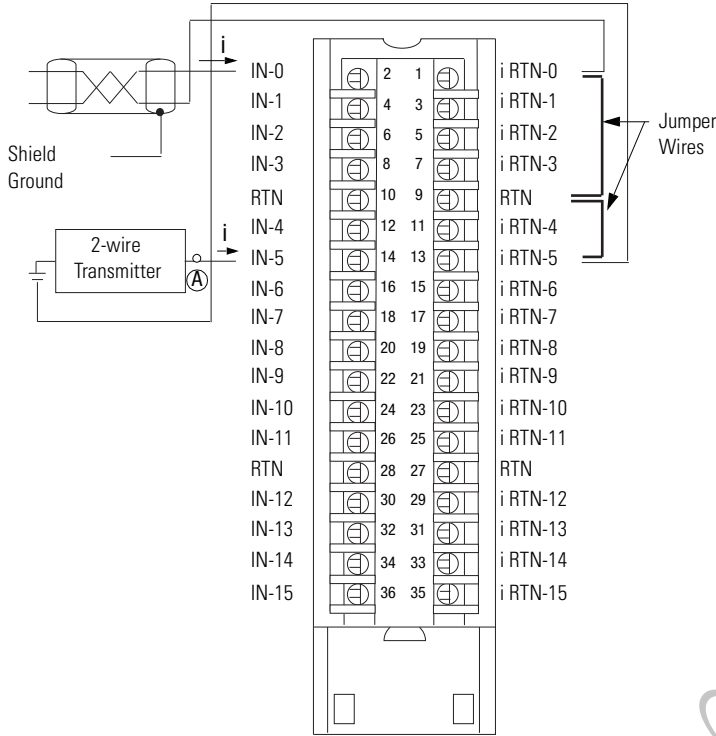 i
IN-0 2 1 i RTN-0
IN-1 4 3 i RTN-1
IN-2 6 5 i RTN-2
IN-3 8 7 i RTN-3
RTN 10 9 RTN
IN-4 12 11 i RTN-4
IN-5 14 13 i RTN-5
IN-6 16 15 i RTN-6
IN-7 18 17 i RTN-7
IN-8 20 19 i RTN-8
IN-9 22 21 i RTN-9
IN-10 24 23 i RTN-10
IN-11 26 25 i RTN-11
RTN 28 27 RTN
IN-12 30 29 i RTN-12
IN-13 32 31 i RTN-13
IN-14 34 33 i RTN-14
IN-15 36 35 i RTN-15
Shield
Ground
i
2-wire
Transmitter
A
Jumper
Wires